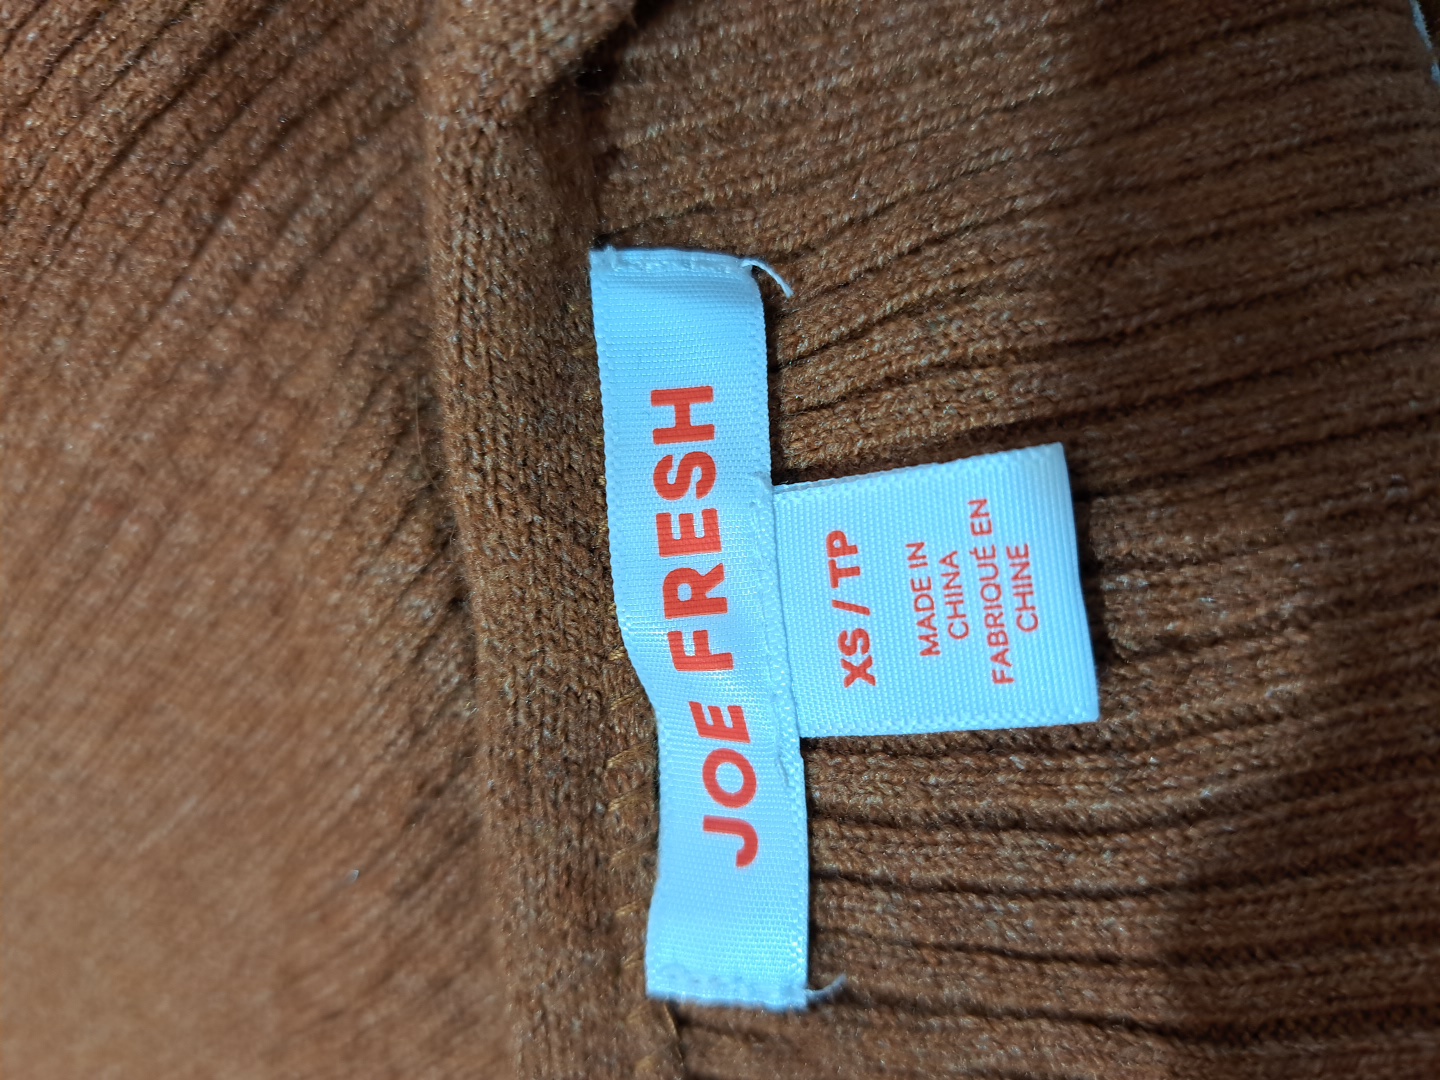 JOE FRESH
XS / TP
MADE IN
CHINA
FABRIQUÉ EN
CHINE